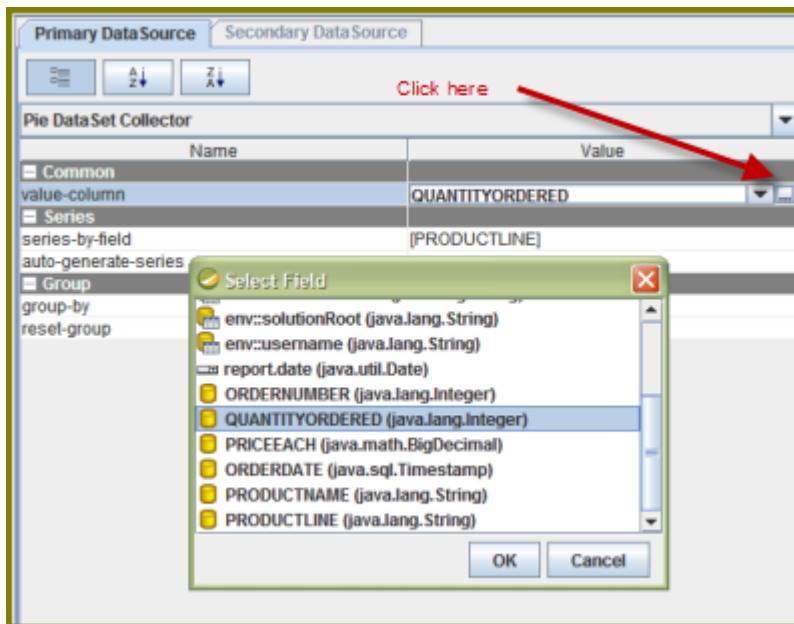 Primary DataSource
Secondary DataSource
A
Z
Z
A
Click here
Pie DataSet Collector
Name
Value
Common
value-column
QUANTITYORDERED
Series
series-by-field
[PRODUCTLINE]
auto-generate-series
Group
group-by
reset-group
Select Field
env::solutionRoot (java.lang.String)
env::username (java.lang.String)
report.date (java.util.Date)
ORDERNUMBER (java.lang.Integer)
QUANTITYORDERED (java.lang.Integer)
PRICEEACH (java.math.BigDecimal)
ORDERDATE (java.sql.Timestamp)
PRODUCTNAME (java.lang.String)
PRODUCTLINE (java.lang.String)
OK
Cancel